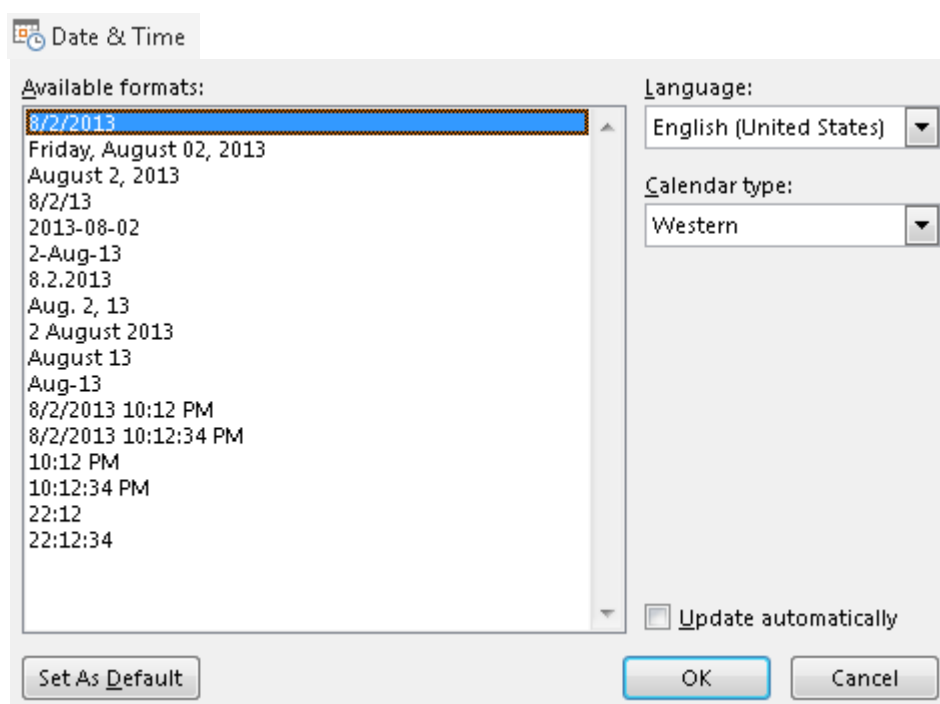 Date & Time
Available formats:
8/2/2013
Friday, August 02, 2013
August 2, 2013
8/2/13
2013-08-02
2-Aug-13
8.2.2013
Aug. 2, 13
2 August 2013
August 13
Aug-13
8/2/2013 10:12 PM
8/2/2013 10:12:34 PM
10:12 PM
10:12:34 PM
22:12
22:12:34
Language:
English (United States)
Calendar type:
Western
Update automatically
Set As Default
OK
Cancel